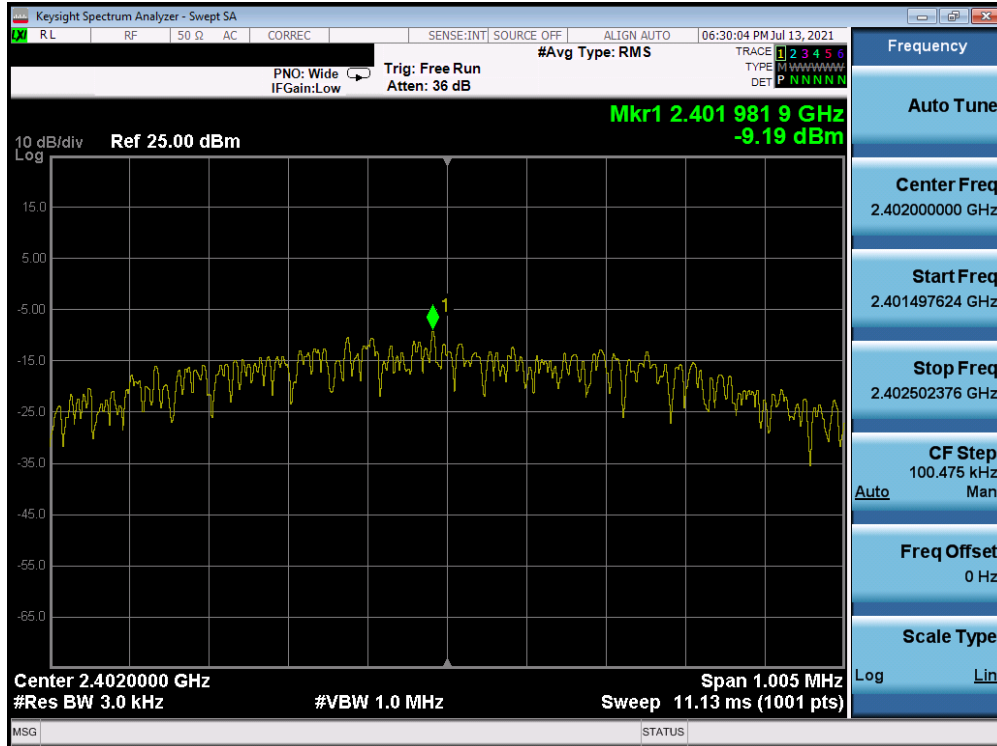 Keysight Spectrum Analyzer - Swept SA
LXI RL RF 50 Ω AC CORREC SENSE:INT SOURCE OFF ALIGN AUTO 06:30:04 PM Jul 13, 2021
#Avg Type: RMS TRACE 1 2 3 4 5 6
PNO: Wide Trig: Free Run TYPE M WWWWW
IFGain:Low Atten: 36 dB DET P N N N N N
Mkr1 2.401 981 9 GHz
-9.19 dBm
10 dB/div Ref 25.00 dBm
Log
15.0
5.00
1
-5.00
-15.0
-25.0
-35.0
-45.0
-55.0
-65.0
Center 2.4020000 GHz Span 1.005 MHz
#Res BW 3.0 kHz #VBW 1.0 MHz Sweep 11.13 ms (1001 pts)
MSG STATUS
Frequency
Auto Tune
Center Freq
2.402000000 GHz
Start Freq
2.401497624 GHz
Stop Freq
2.402502376 GHz
CF Step
100.475 kHz
Auto Man
Freq Offset
0 Hz
Scale Type
Log Lin